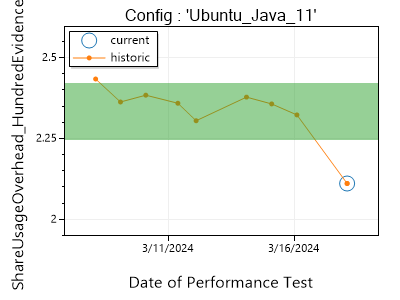 Config : 'Ubuntu_Java_11'
ShareUsageOverhead_HundredEvidence
current
historic
2.5
2.25
2
3/11/2024
3/16/2024
Date of Performance Test